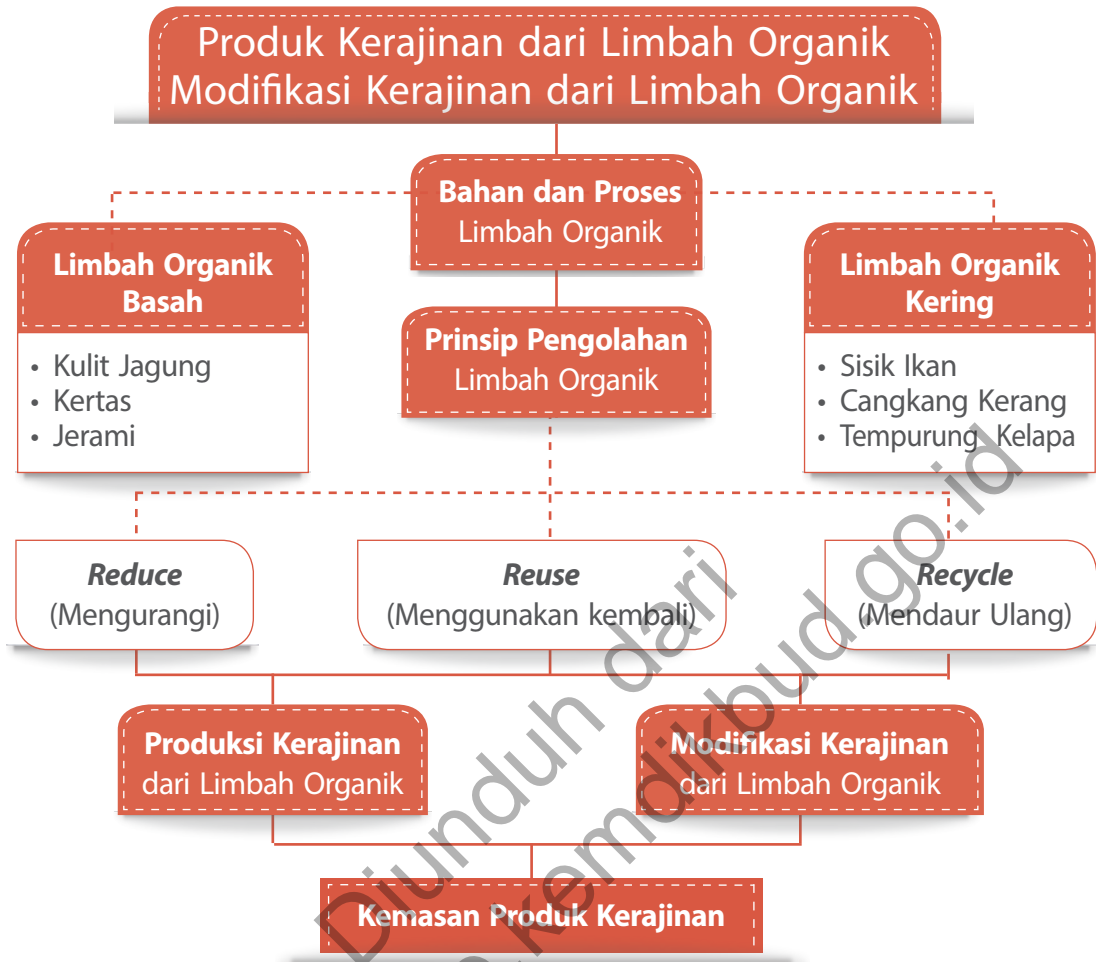 Produk Kerajinan dari Limbah Organik
Modifikasi Kerajinan dari Limbah Organik
Bahan dan Proses
Limbah Organik
Limbah Organik
Basah
• Kulit Jagung
• Kertas
• Jerami
Limbah Organik
Kering
• Sisik Ikan
• Cangkang Kerang
• Tempurung Kelapa
Prinsip Pengolahan
Limbah Organik
Reduce
(Mengurangi)
Reuse
(Menggunakan kembali)
Recycle
(Mendaur Ulang)
Produksi Kerajinan
dari Limbah Organik
Modifikasi Kerajinan
dari Limbah Organik
Kemasan Produk Kerajinan
Diunduh dari
kemdikbud.go.id